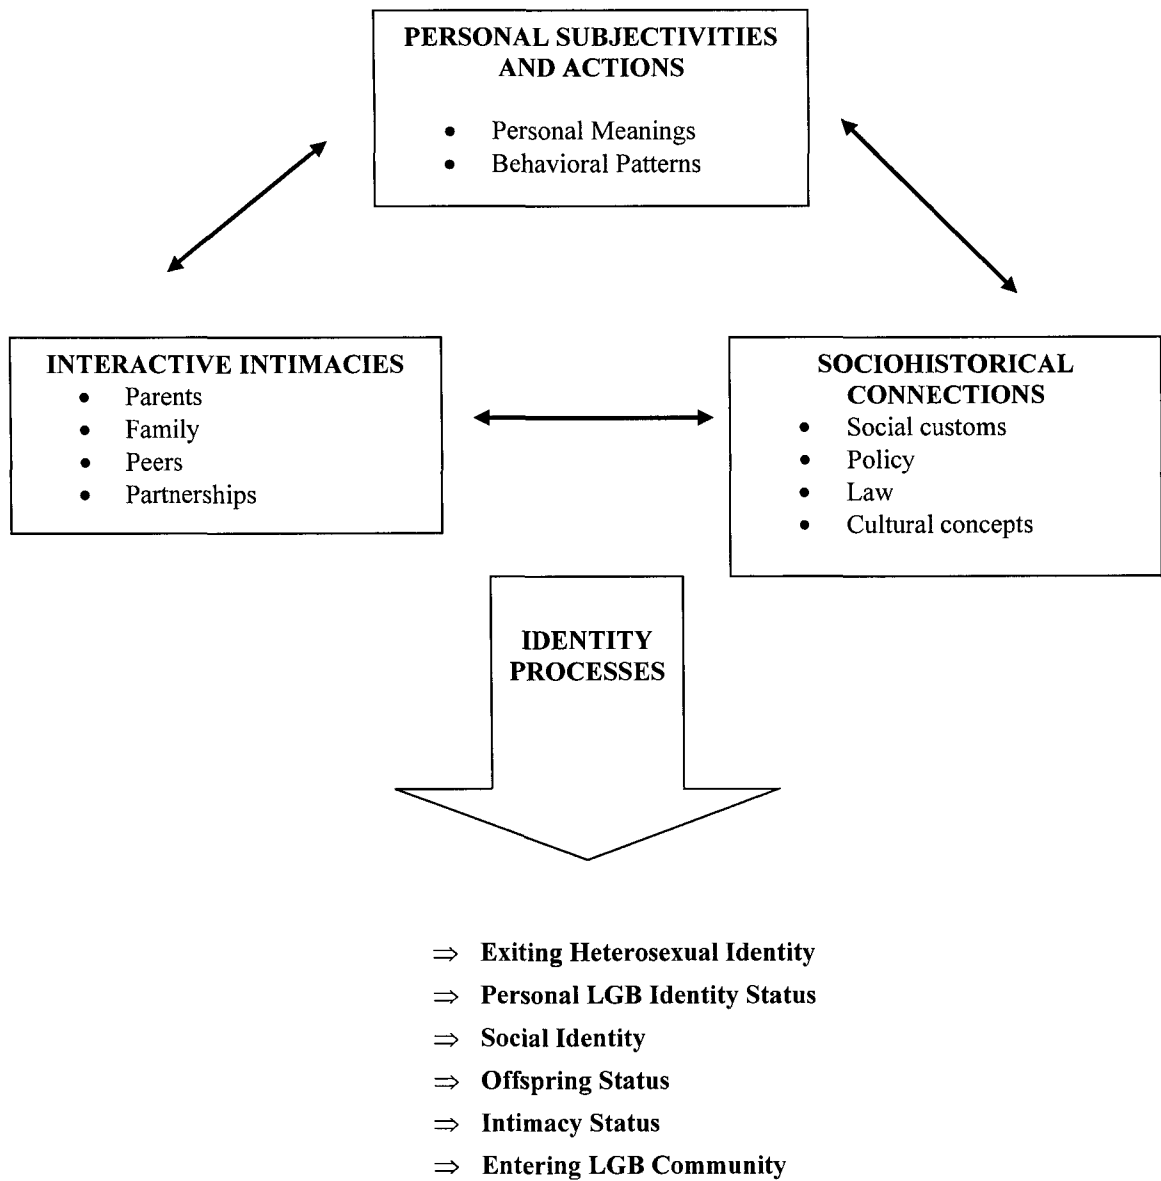 PERSONAL SUBJECTIVITIES
AND ACTIONS
• Personal Meanings
• Behavioral Patterns
INTERACTIVE INTIMACIES
• Parents
• Family
• Peers
• Partnerships
SOCIOHISTORICAL
CONNECTIONS
• Social customs
• Policy
• Law
• Cultural concepts
IDENTITY
PROCESSES
⇒ Exiting Heterosexual Identity
⇒ Personal LGB Identity Status
⇒ Social Identity
⇒ Offspring Status
⇒ Intimacy Status
⇒ Entering LGB Community